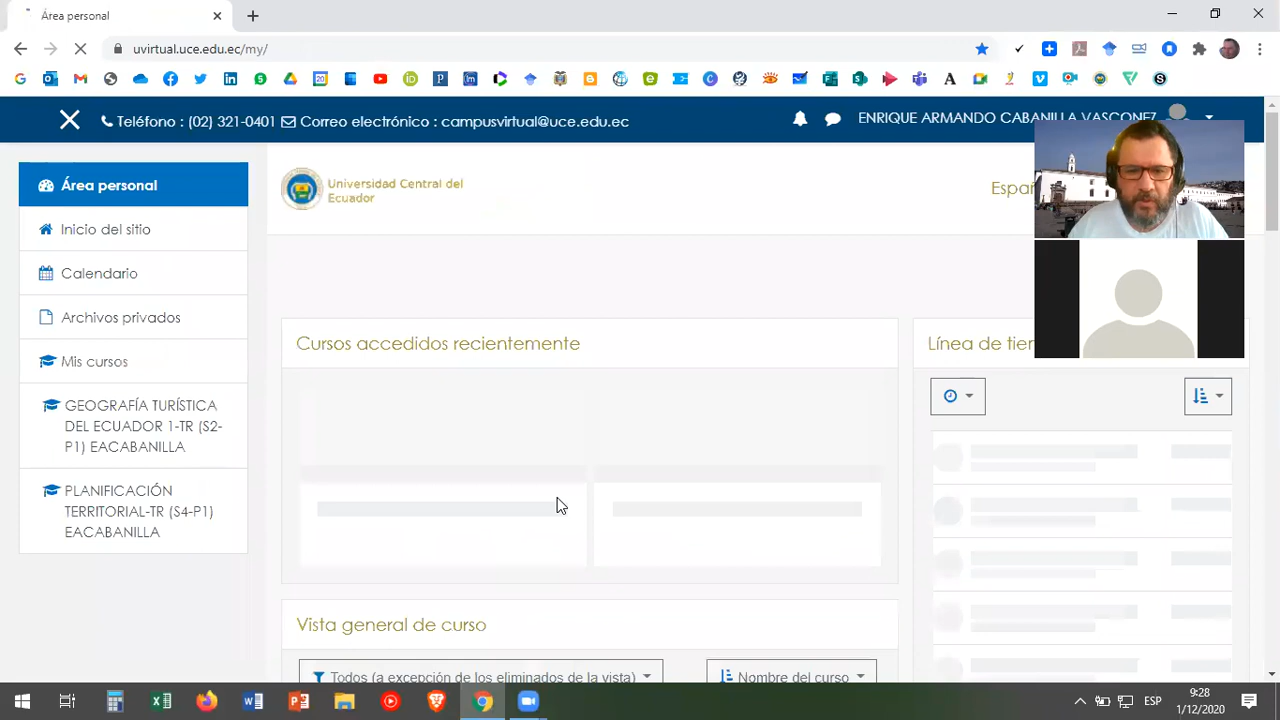 Área personal
uvirtual.uce.edu.ec/my/
Teléfono : (02) 321-0401 Correo electrónico : campusvirtual@uce.edu.ec
ENRIQUE ARMANDO CABANILLA VASCONEZ
Área personal
Inicio del sitio
Calendario
Archivos privados
Mis cursos
GEOGRAFÍA TURÍSTICA
DEL ECUADOR 1-TR (S2-
P1) EACABANILLA
PLANIFICACIÓN
TERRITORIAL-TR (S4-P1)
EACABANILLA
Universidad Central del
Ecuador
Españ
Cursos accedidos recientemente
Línea de tier
Vista general de curso
Todos (a excepción de los eliminados de la vista)
Nombre del curso
ESP
9:28
1/12/2020